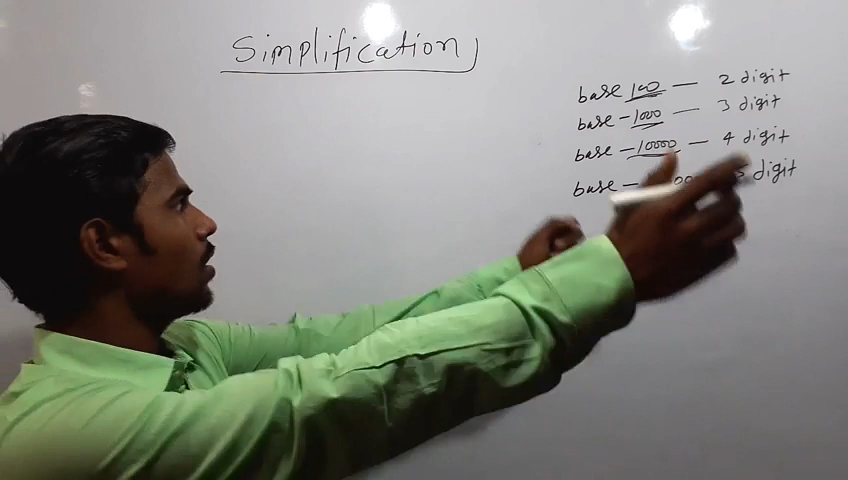 Simplification
base 100 — 2 digit
base - 1000 — 3 digit
base - 10000 — 4 digit
base - digit